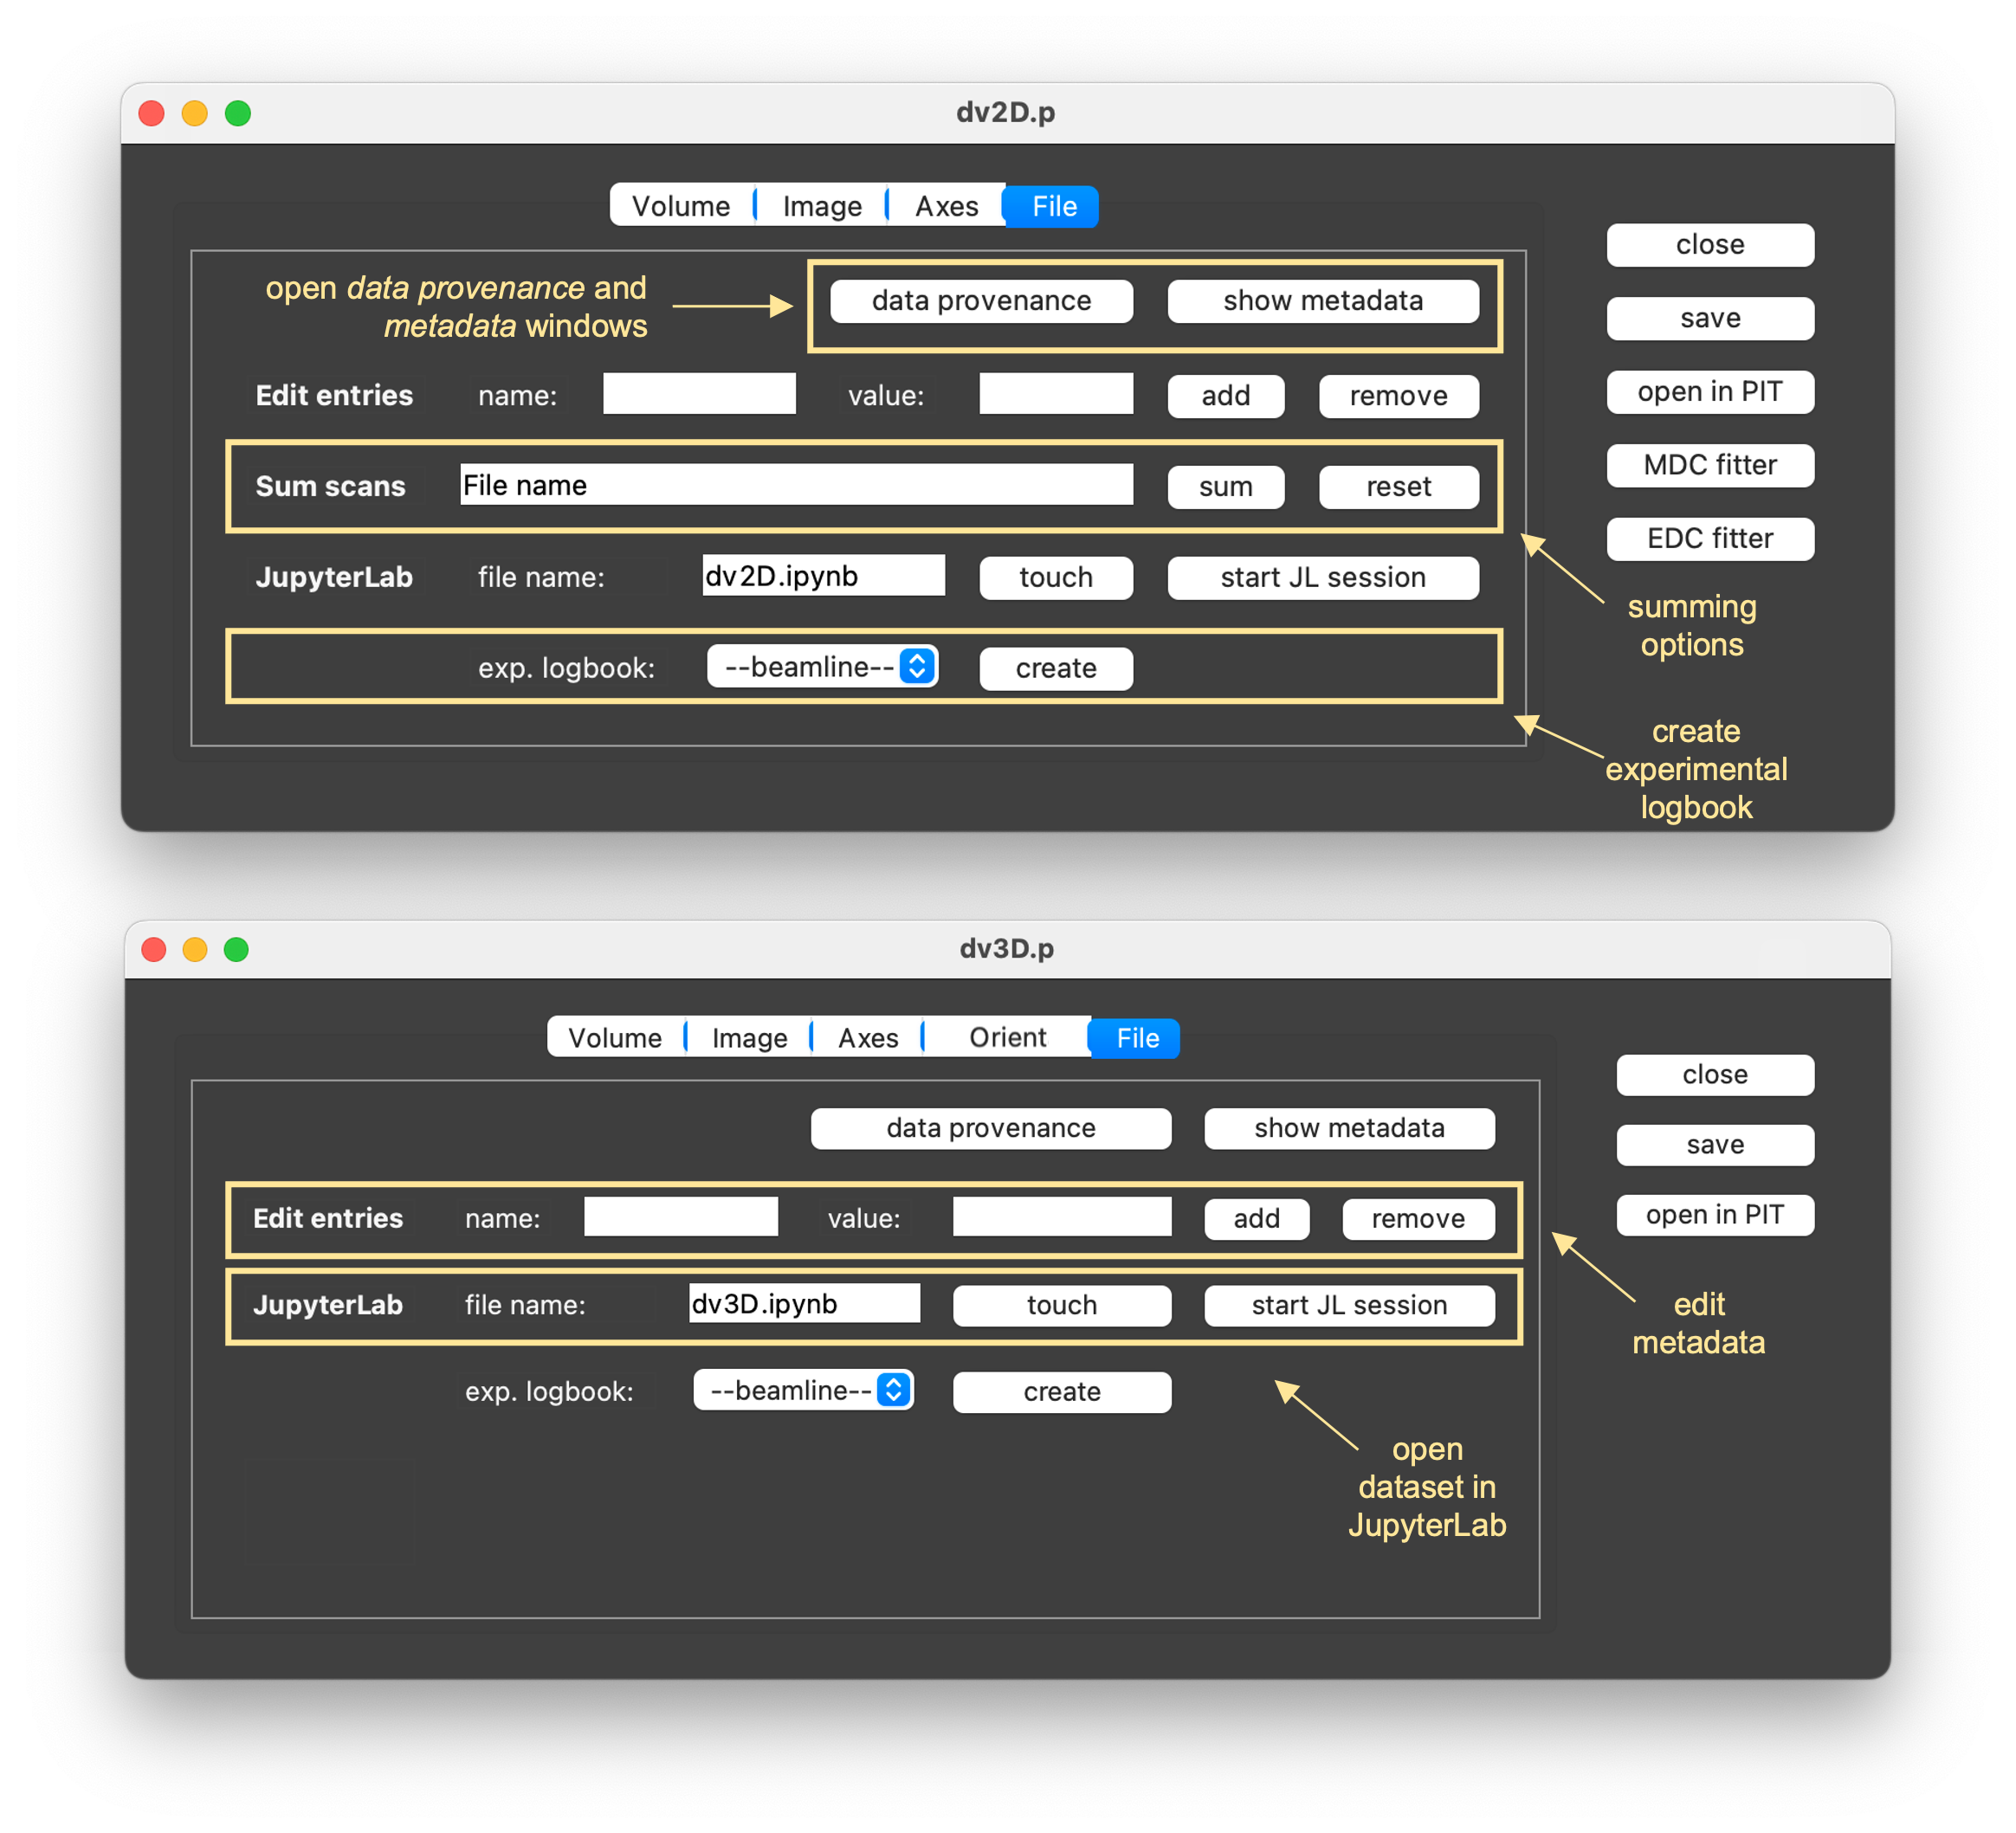 dv2D.p
Volume Image Axes File
open data provenance and
metadata windows
data provenance show metadata
Edit entries name: value: add remove
Sum scans File name sum reset
JupyterLab file name: dv2D.ipynb touch start JL session
exp. logbook: --beamline-- create
close
save
open in PIT
MDC fitter
EDC fitter
summing
options
create
experimental
logbook
dv3D.p
Volume Image Axes Orient File
data provenance show metadata
Edit entries name: value: add remove
JupyterLab file name: dv3D.ipynb touch start JL session
exp. logbook: --beamline-- create
close
save
open in PIT
edit
metadata
open
dataset in
JupyterLab